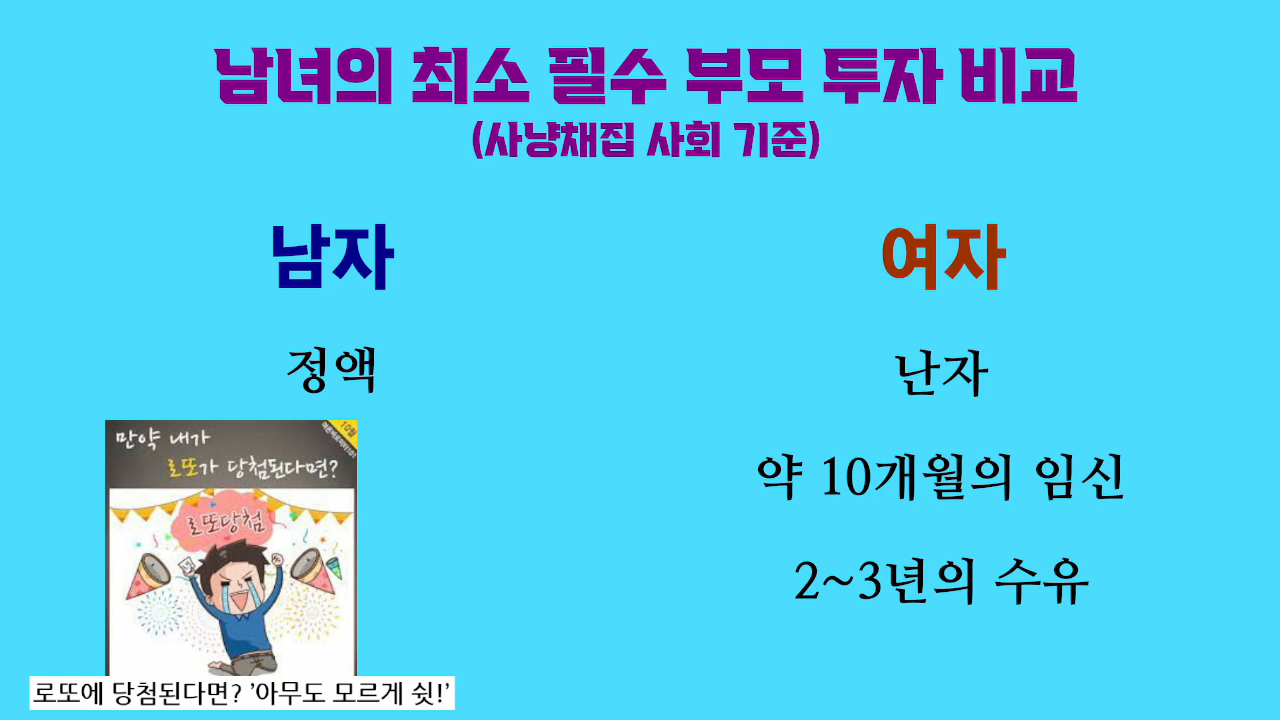 남녀의 최소 필수 부모 투자 비교
(사냥채집 사회 기준)
남자
여자
정액
난자
만약 내가
로또가 당첨된다면?
10월
로또당첨
약 10개월의 임신
2~3년의 수유
로또에 당첨된다면? '아무도 모르게 쉿!'